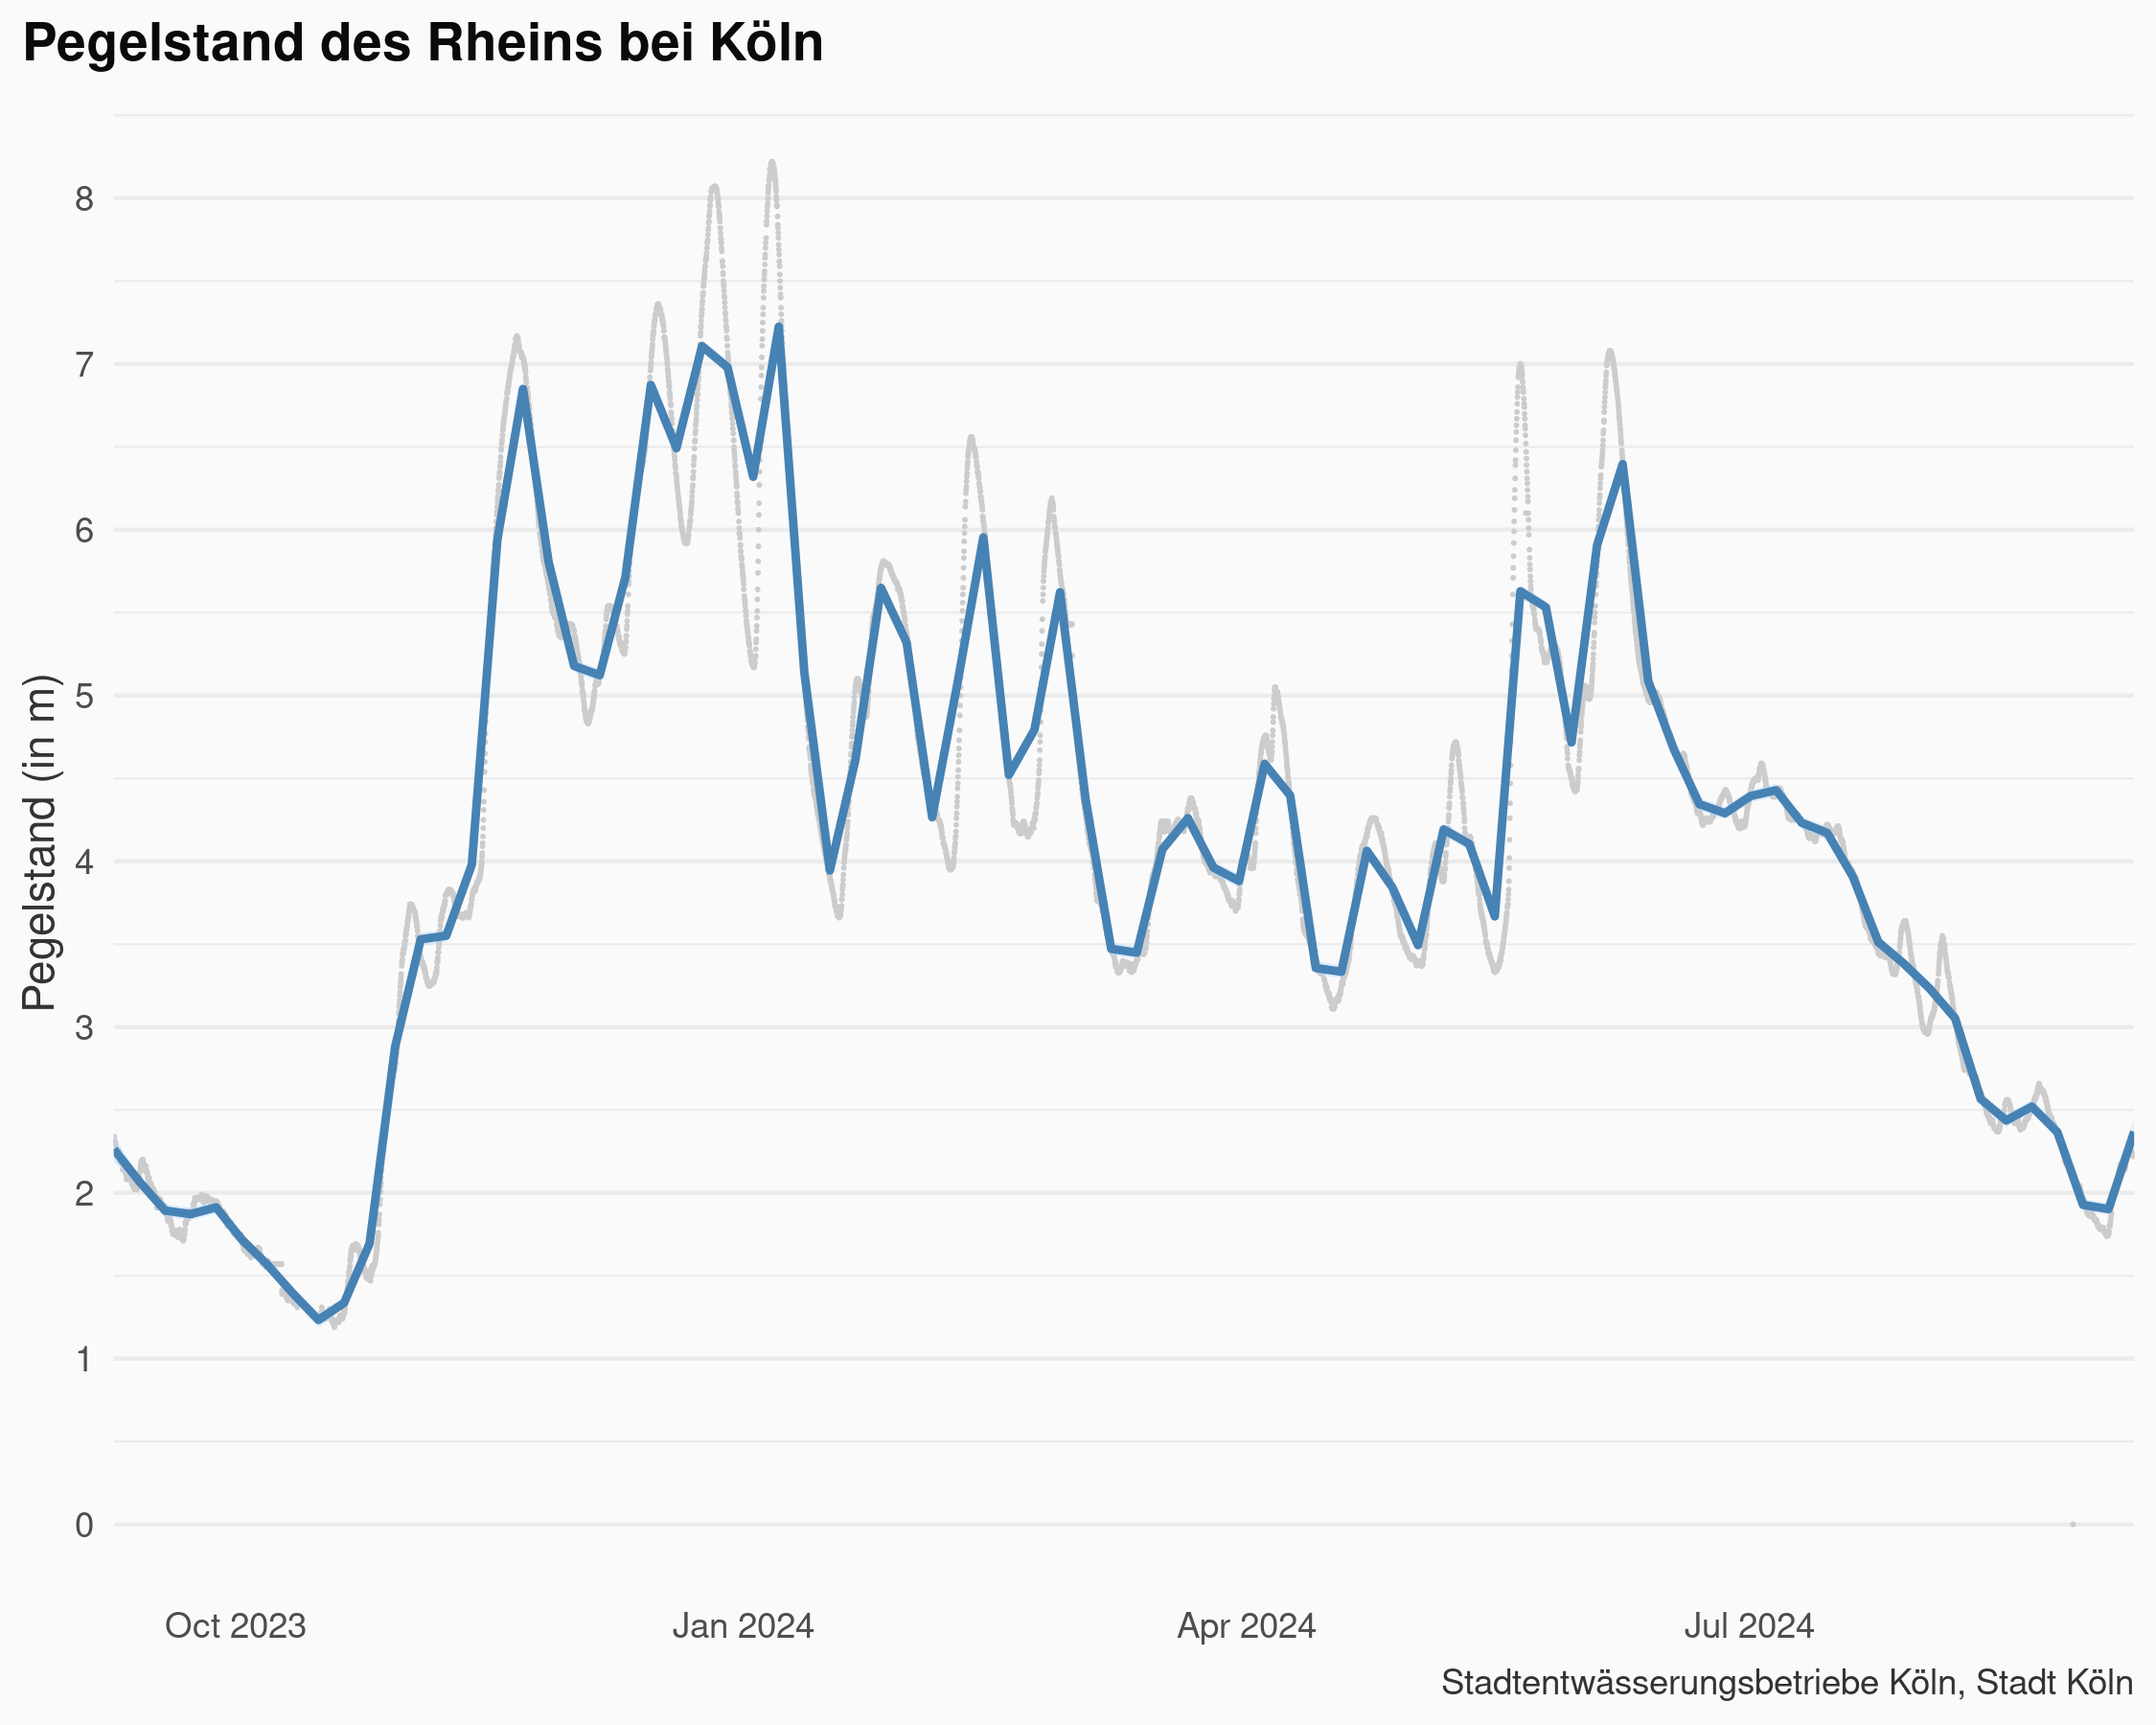 Pegelstand des Rheins bei Köln
Pegelstand (in m)
8
7
6
5
4
3
2
1
0
Oct 2023 Jan 2024 Apr 2024 Jul 2024
Stadtentwässerungsbetriebe Köln, Stadt Köln